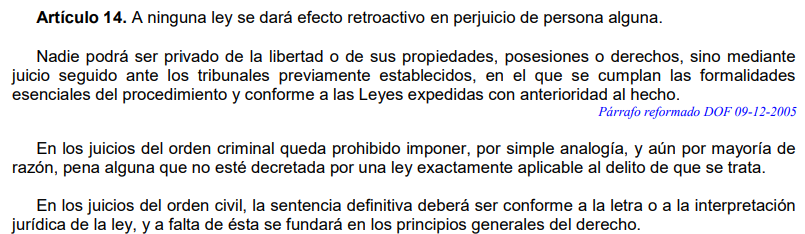 Artículo 14. A ninguna ley se dará efecto retroactivo en perjuicio de persona alguna.
Nadie podrá ser privado de la libertad o de sus propiedades, posesiones o derechos, sino mediante
juicio seguido ante los tribunales previamente establecidos, en el que se cumplan las formalidades
esenciales del procedimiento y conforme a las Leyes expedidas con anterioridad al hecho.
Párrafo reformado DOF 09-12-2005
En los juicios del orden criminal queda prohibido imponer, por simple analogía, y aún por mayoría de
razón, pena alguna que no esté decretada por una ley exactamente aplicable al delito de que se trata.
En los juicios del orden civil, la sentencia definitiva deberá ser conforme a la letra o a la interpretación
jurídica de la ley, y a falta de ésta se fundará en los principios generales del derecho.